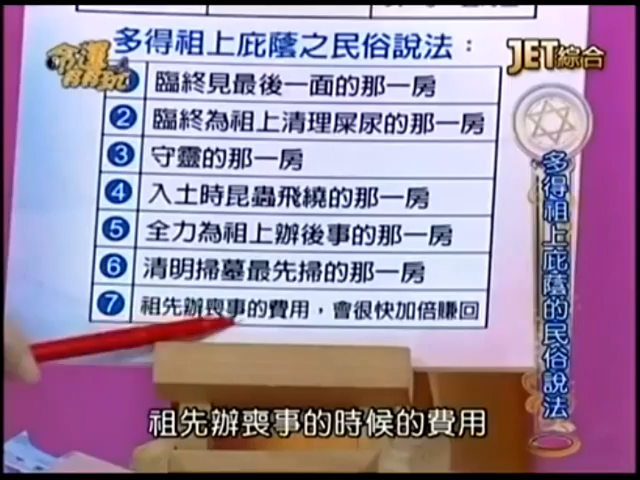 多得祖上庇蔭之民俗說法：
命運好好玩
JET綜合
臨終見最後一面的那一房
2 臨終為祖上清理屎尿的那一房
3 守靈的那一房
4 入土時昆蟲飛繞的那一房
5 全力為祖上辦後事的那一房
6 清明掃墓最先掃的那一房
7 祖先辦喪事的費用，會很快加倍賺回
多得祖上庇蔭的民俗說法
祖先辦喪事的時候的費用